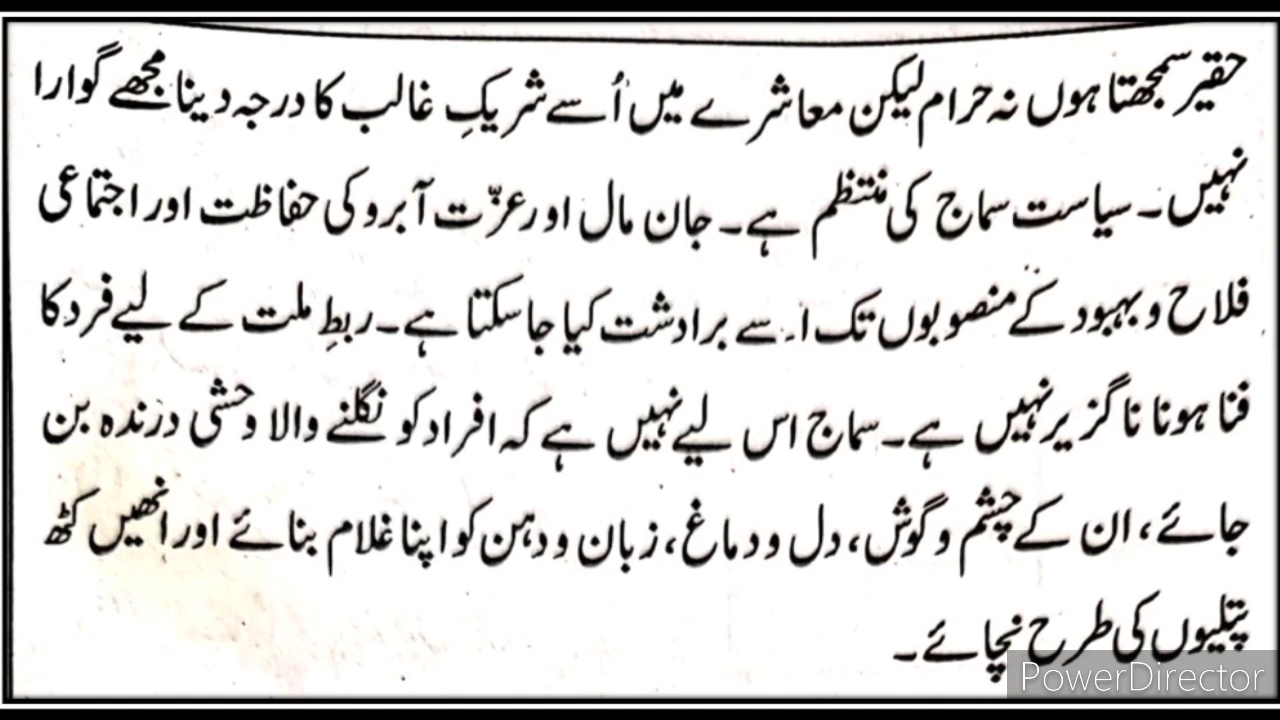 حقیر سمجھتا ہوں نہ حرام لیکن معاشرے میں اُسے شریکِ غالب کا درجہ دینا مجھے گوارا
نہیں۔ سیاست سماج کی منتظم ہے۔ جان مال اور عزّت آبرو کی حفاظت اور اجتماعی
فلاح و بہبود کے منصوبوں تک اسے برادشت کیا جاسکتا ہے۔ ربطِ ملت کے لیے فرد کا
فنا ہونا ناگزیر نہیں ہے۔ سماج اس لیے نہیں ہے کہ افراد کو نگلنے والا وحشی درندہ بن
جائے، ان کے چشم و گوش، دل و دماغ، زبان و دہن کو اپنا غلام بنائے اور انھیں کٹھ
پتلیوں کی طرح نچائے۔
PowerDirector